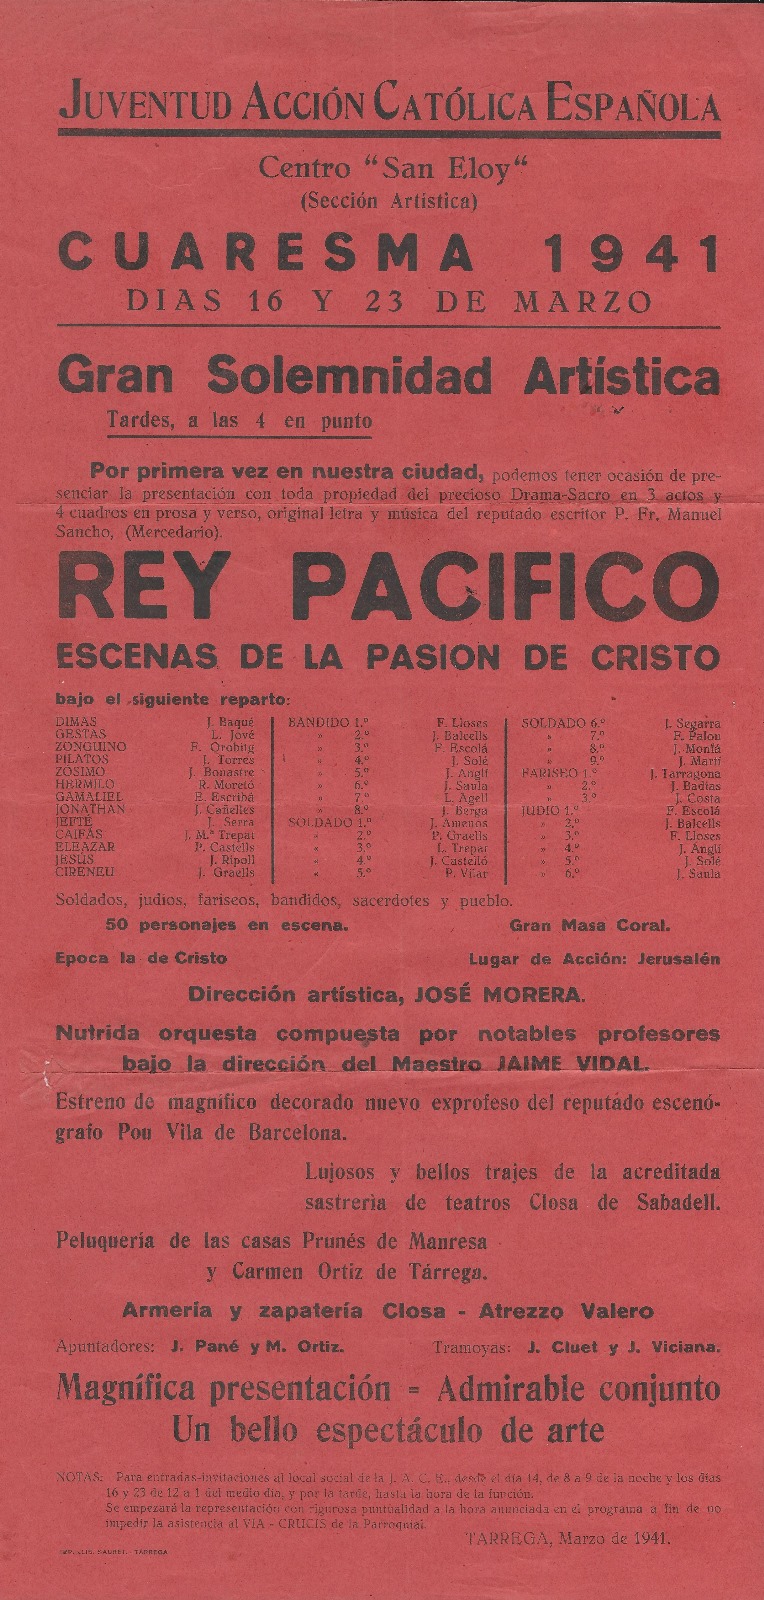 JUVENTUD ACCIÓN CATÓLICA ESPAÑOLA
Centro “San Eloy“
(Sección Artística)
CUARESMA 1941
DIAS 16 Y 23 DE MARZO
Gran Solemnidad Artística
Tardes, a las 4 en punto
Por primera vez en nuestra ciudad, podemos tener ocasión de pre-
senciar la presentación con toda propiedad del precioso Drama-Sacro en 3 actos y
4 cuadros en prosa y verso, original letra y música del reputado escritor P. Fr. Manuel
Sancho, (Mercedario).
REY PACIFICO
ESCENAS DE LA PASION DE CRISTO
bajo el siguiente reparto:
DIMAS J. Baqué
GESTAS L. Jové
ZONGUINO F. Orobitg
PILATOS J. Torres
ZOSIMO J. Bonastre
HERMILO R. Moretó
GAMALIEL E. Escribá
JONATHAN J. Cañelles
JEFTÉ J. Serra
CAIFÁS J. M.ª Trepat
ELEAZAR P. Castells
JESÚS J. Ripoll
CIRENEU J. Graells
BANDIDO 1.º F. Lloses
» 2.º J. Balcells
» 3.º F. Escolá
» 4.º J. Solé
» 5.º J. Anglí
» 6.º J. Saula
» 7.º L. Agell
» 8.º J. Berga
SOLDADO 1.º J. Amenós
» 2.º P. Graells
» 3.º L. Trepat
» 4.º J. Castelló
» 5.º P. Vilar
SOLDADO 6.º J. Segarra
» 7.º F. Palou
» 8.º J. Monfá
» 9.º J. Martí
FARISEO 1.º J. Tarragona
» 2.º J. Badías
» 3.º J. Costa
JUDIO 1.º F. Escolá
» 2.º J. Balcells
» 3.º F. Lloses
» 4.º J. Anglí
» 5.º J. Solé
» 6.º J. Saula
Soldados, judios, fariseos, bandidos, sacerdotes y pueblo.
50 personajes en escena. Gran Masa Coral.
Epoca la de Cristo Lugar de Acción: Jerusalén
Dirección artística, JOSÉ MORERA.
Nutrida orquesta compuesta por notables profesores
bajo la dirección del Maestro JAIME VIDAL.
Estreno de magnífico decorado nuevo exprofeso del reputado escenó-
grafo Pou Vila de Barcelona.
Lujosos y bellos trajes de la acreditada
sastreria de teatros Closa de Sabadell.
Peluquería de las casas Prunés de Manresa
y Carmen Ortiz de Tárrega.
Armería y zapatería Closa - Atrezzo Valero
Apuntadores: J. Pané y M. Ortiz. Tramoyas: J. Cluet y J. Viciana.
Magnífica presentación = Admirable conjunto
Un bello espectáculo de arte
NOTAS: Para entradas-invitaciones al local social de la J. A. C. E., desde el día 14, de 8 a 9 de la noche y los días
16 y 23 de 12 a 1 del medio día, y por la tarde, hasta la hora de la función.
Se empezará la representación con rigurosa puntualidad a la hora anunciada en el programa a fin de no
impedir la asistencia al VIA - CRUCIS de la Parroquial.
TARREGA, Marzo de 1941.
IMP. LUIS SAURET. - TARREGA